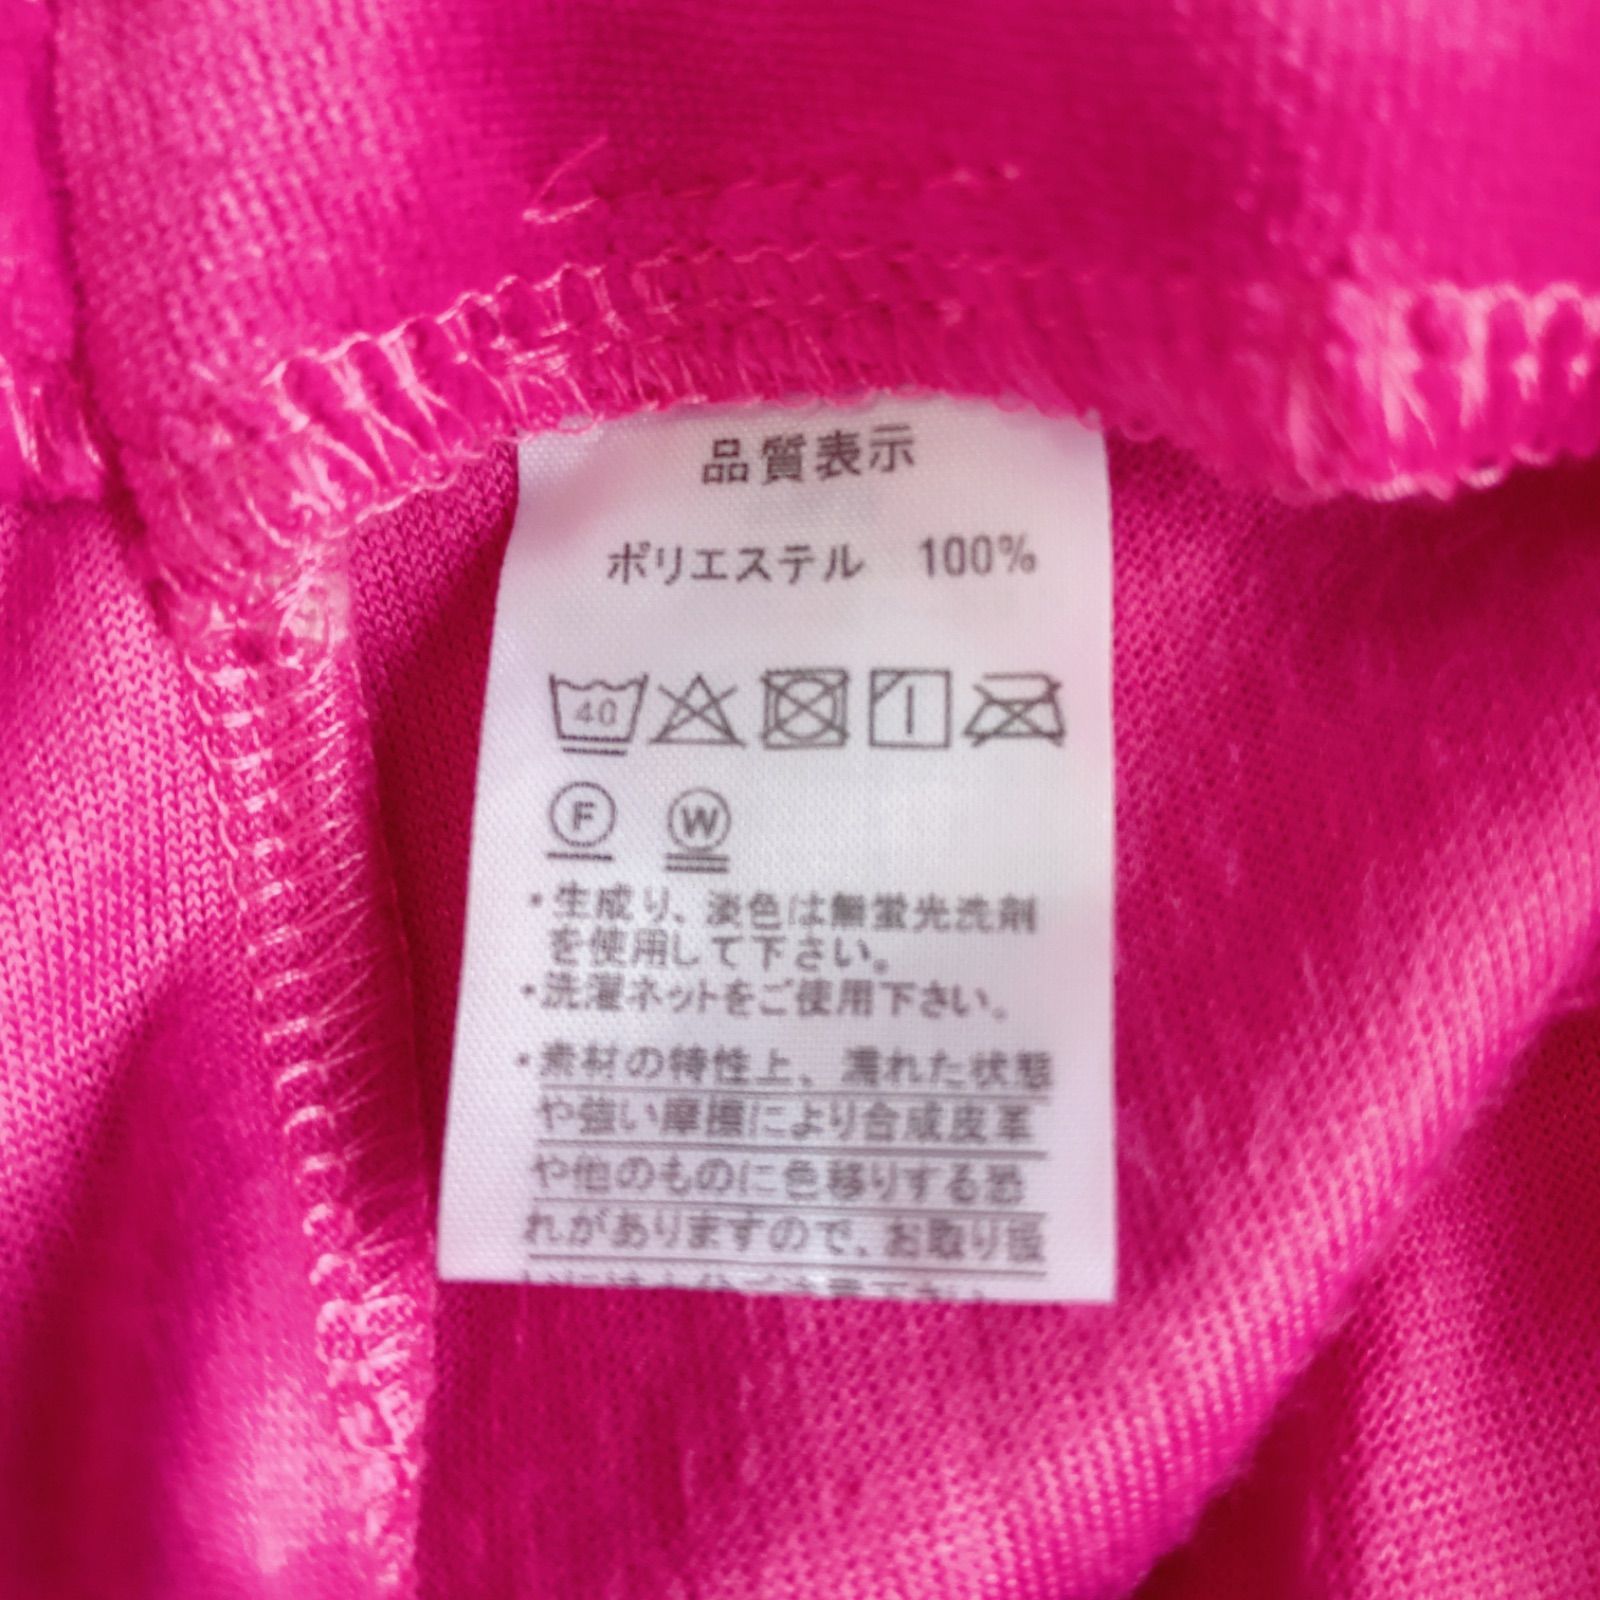 品質表示
ポリエステル 100%
40
F W
・生成り、淡色は無蛍光洗剤
を使用して下さい。
・洗濯ネットをご使用下さい。
・素材の特性上、濡れた状態
や強い摩擦により合成皮革
や他のものに色移りする恐
れがありますので、お取り扱